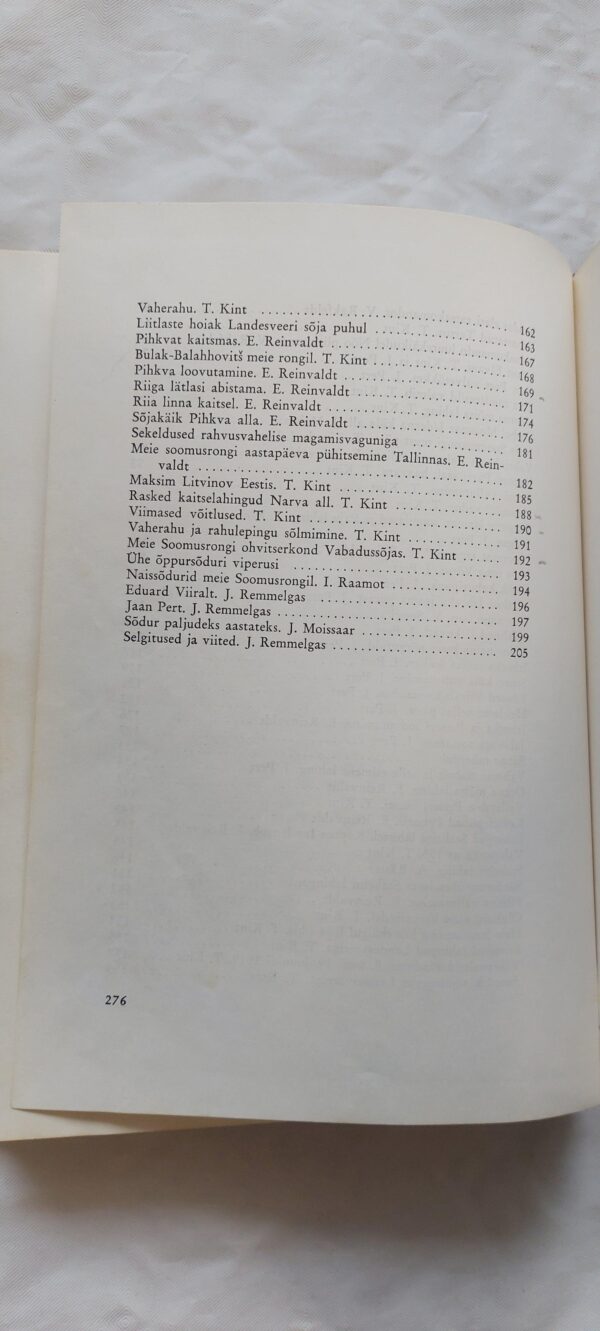 Vaherahu. T. Kint . . . . . . . . . . . . . . . . . . . . . . . . . . . . . . . . . . . 162
Liitlaste hoiak Landesveeri sõja puhul . . . . . . . . . . . . . . . . . . . . 163
Pihkvat kaitsmas. E. Reinvaldt . . . . . . . . . . . . . . . . . . . . . . . . . . 167
Bulak-Balahhovitš meie rongil. T. Kint . . . . . . . . . . . . . . . . . . . 168
Pihkva loovutamine. E. Reinvaldt . . . . . . . . . . . . . . . . . . . . . . . 169
Riiga lätlasi abistama. E. Reinvaldt . . . . . . . . . . . . . . . . . . . . . . 171
Riia linna kaitsel. E. Reinvaldt . . . . . . . . . . . . . . . . . . . . . . . . . . 174
Sõjakäik Pihkva alla. E. Reinvaldt . . . . . . . . . . . . . . . . . . . . . . 176
Sekeldused rahvusvahelise magamisvaguniga . . . . . . . . . . . . . 181
Meie soomusrongi aastapäeva pühitsemine Tallinnas. E. Rein-
valdt . . . . . . . . . . . . . . . . . . . . . . . . . . . . . . . . . . . . . . . . . . . . 182
Maksim Litvinov Eestis. T. Kint . . . . . . . . . . . . . . . . . . . . . . . . 185
Rasked kaitselahingud Narva all. T. Kint . . . . . . . . . . . . . . . . . 188
Viimased võitlused. T. Kint . . . . . . . . . . . . . . . . . . . . . . . . . . . . 190
Vaherahu ja rahulepingu sõlmimine. T. Kint . . . . . . . . . . . . . . . 191
Meie Soomusrongi ohvitserkond Vabadussõjas. T. Kint . . . . . . 192
Ühe õppursõduri viperusi . . . . . . . . . . . . . . . . . . . . . . . . . . . . . 193
Naissõdurid meie Soomusrongil. I. Raamot . . . . . . . . . . . . . . . . 194
Eduard Viiralt. J. Remmelgas . . . . . . . . . . . . . . . . . . . . . . . . . . 196
Jaan Pert. J. Remmelgas . . . . . . . . . . . . . . . . . . . . . . . . . . . . . . . 197
Sõdur paljudeks aastateks. J. Moissaar . . . . . . . . . . . . . . . . . . . 199
Selgitused ja viited. J. Remmelgas . . . . . . . . . . . . . . . . . . . . . . . 205
276